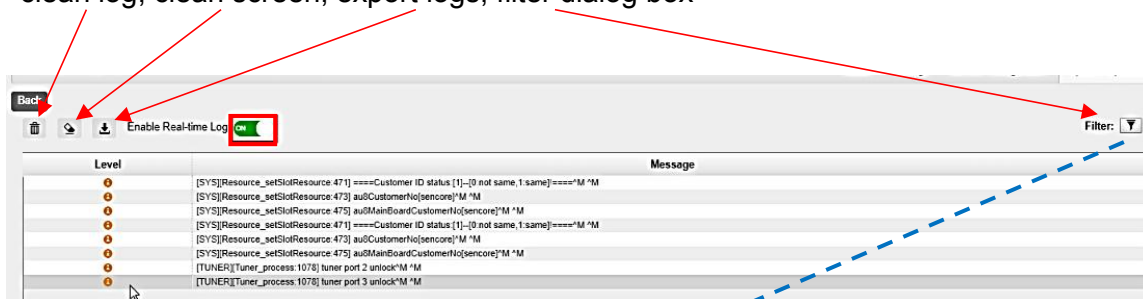 clean log, clean screen, export logs, filter dialog box
Back
Enable Real-time Log ON
Filter:
Level Message
[SYS][Resource_setSlotResource:471] ====Customer ID status:[1]--[0:not same,1:same]!====^M ^M
[SYS][Resource_setSlotResource:473] au8CustomerNo[sencore]^M ^M
[SYS][Resource_setSlotResource:475] au8MainBoardCustomerNo[sencore]^M ^M
[SYS][Resource_setSlotResource:471] ====Customer ID status:[1]--[0:not same,1:same]!====^M ^M
[SYS][Resource_setSlotResource:473] au8CustomerNo[sencore]^M ^M
[SYS][Resource_setSlotResource:475] au8MainBoardCustomerNo[sencore]^M ^M
[TUNER][Tuner_process:1078] tuner port 2 unlock^M ^M
[TUNER][Tuner_process:1078] tuner port 3 unlock^M ^M